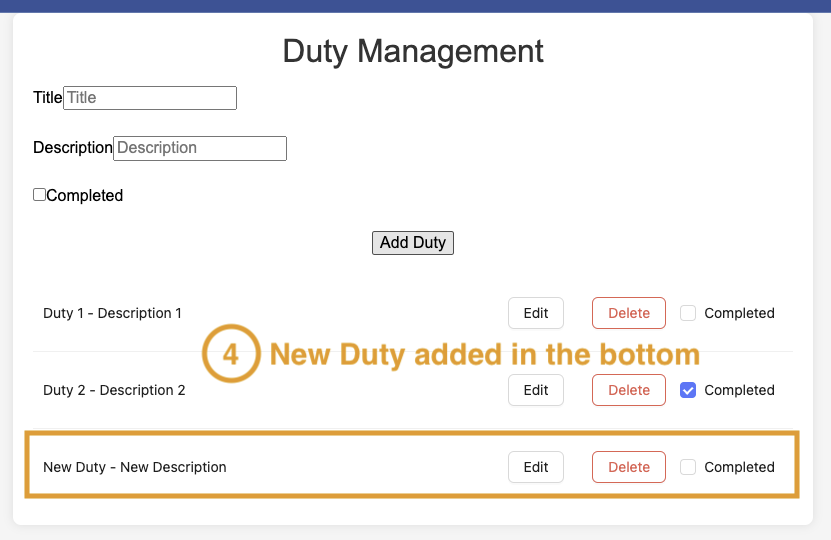 Duty Management
Title Title
Description Description
Completed
Add Duty
Duty 1 - Description 1 Edit Delete Completed
4 New Duty added in the bottom
Duty 2 - Description 2 Edit Delete Completed
New Duty - New Description Edit Delete Completed